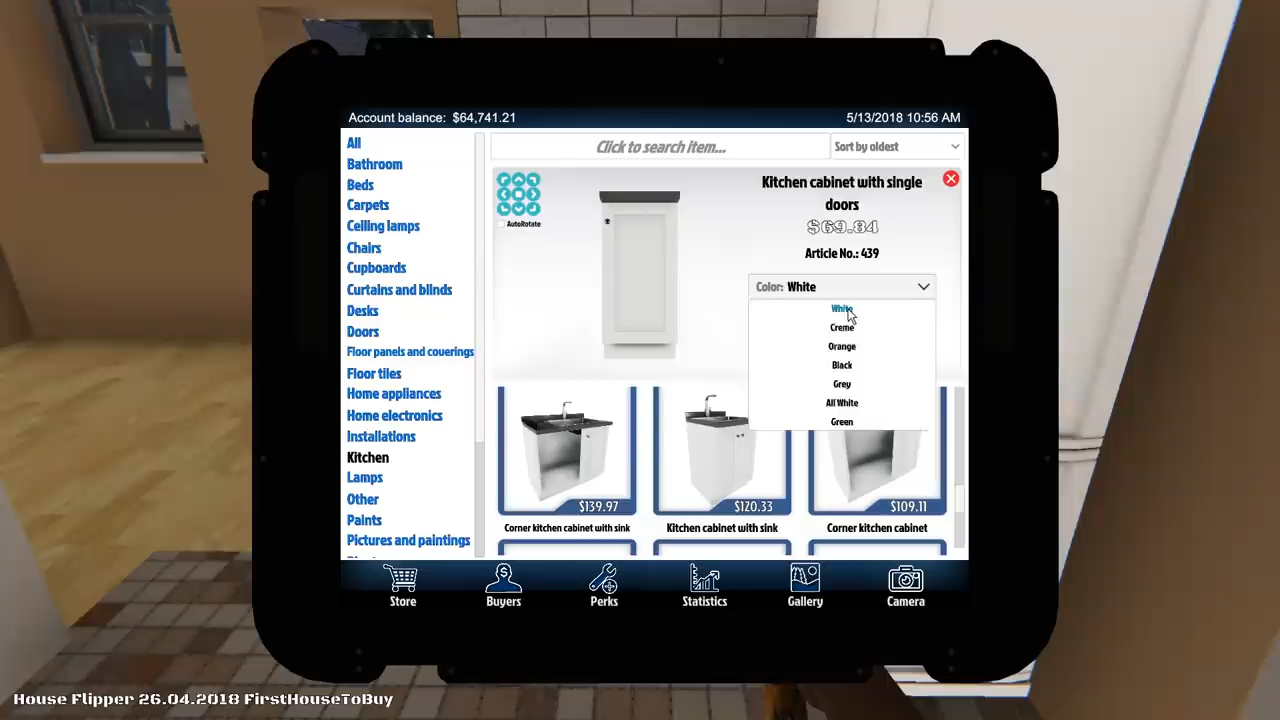 Account balance: $64,741.21
5/13/2018 10:56 AM
All
Bathroom
Beds
Carpets
Ceiling lamps
Chairs
Cupboards
Curtains and blinds
Desks
Doors
Floor panels and coverings
Floor tiles
Home appliances
Home electronics
Installations
Kitchen
Lamps
Other
Paints
Pictures and paintings
Click to search item...
Sort by oldest
AutoRotate
Kitchen cabinet with single
doors
$69.84
Article No.: 439
Color: White
White
Creme
Orange
Black
Grey
All White
Green
$139.97
$120.33
$109.11
Corner kitchen cabinet with sink
Kitchen cabinet with sink
Corner kitchen cabinet
Store
Buyers
Perks
Statistics
Gallery
Camera
House Flipper 26.04.2018 FirstHouseToBuy